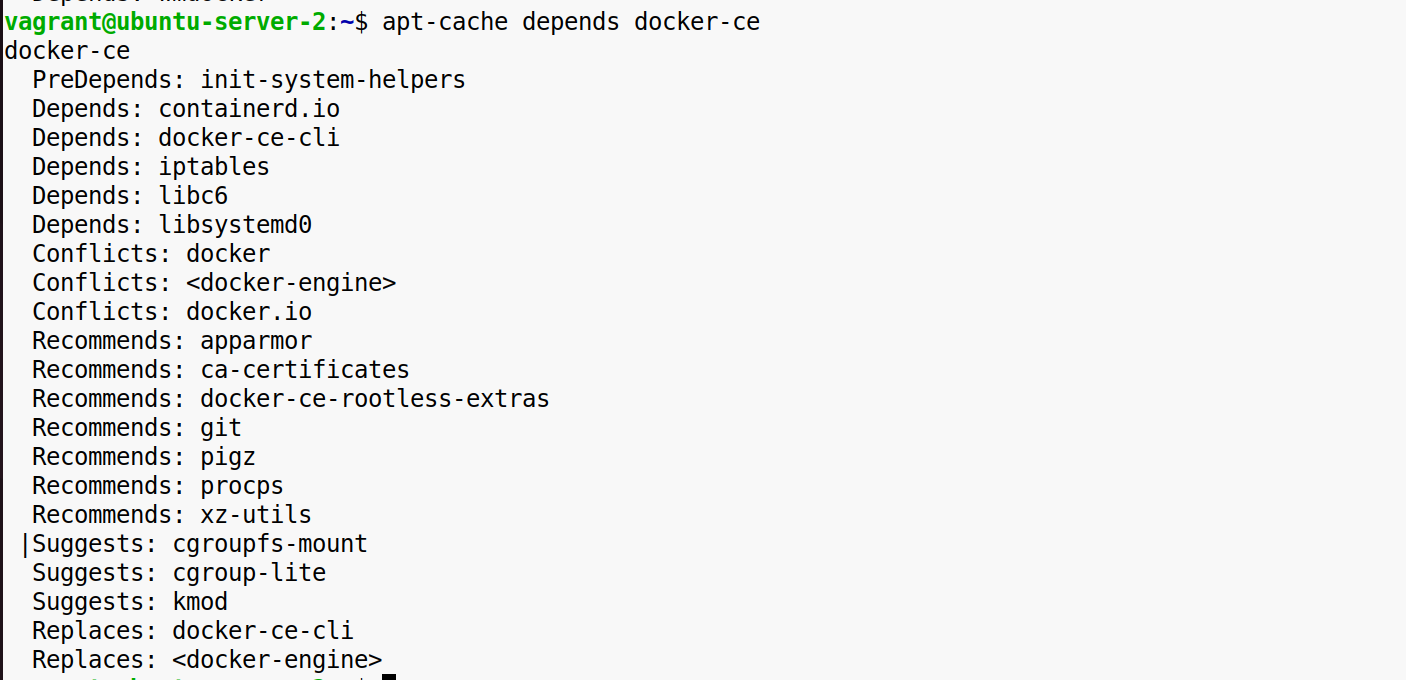 vagrant@ubuntu-server-2:~$ apt-cache depends docker-ce
docker-ce
  PreDepends: init-system-helpers
  Depends: containerd.io
  Depends: docker-ce-cli
  Depends: iptables
  Depends: libc6
  Depends: libsystemd0
  Conflicts: docker
  Conflicts: <docker-engine>
  Conflicts: docker.io
  Recommends: apparmor
  Recommends: ca-certificates
  Recommends: docker-ce-rootless-extras
  Recommends: git
  Recommends: pigz
  Recommends: procps
  Recommends: xz-utils
 |Suggests: cgroupfs-mount
  Suggests: cgroup-lite
  Suggests: kmod
  Replaces: docker-ce-cli
  Replaces: <docker-engine>